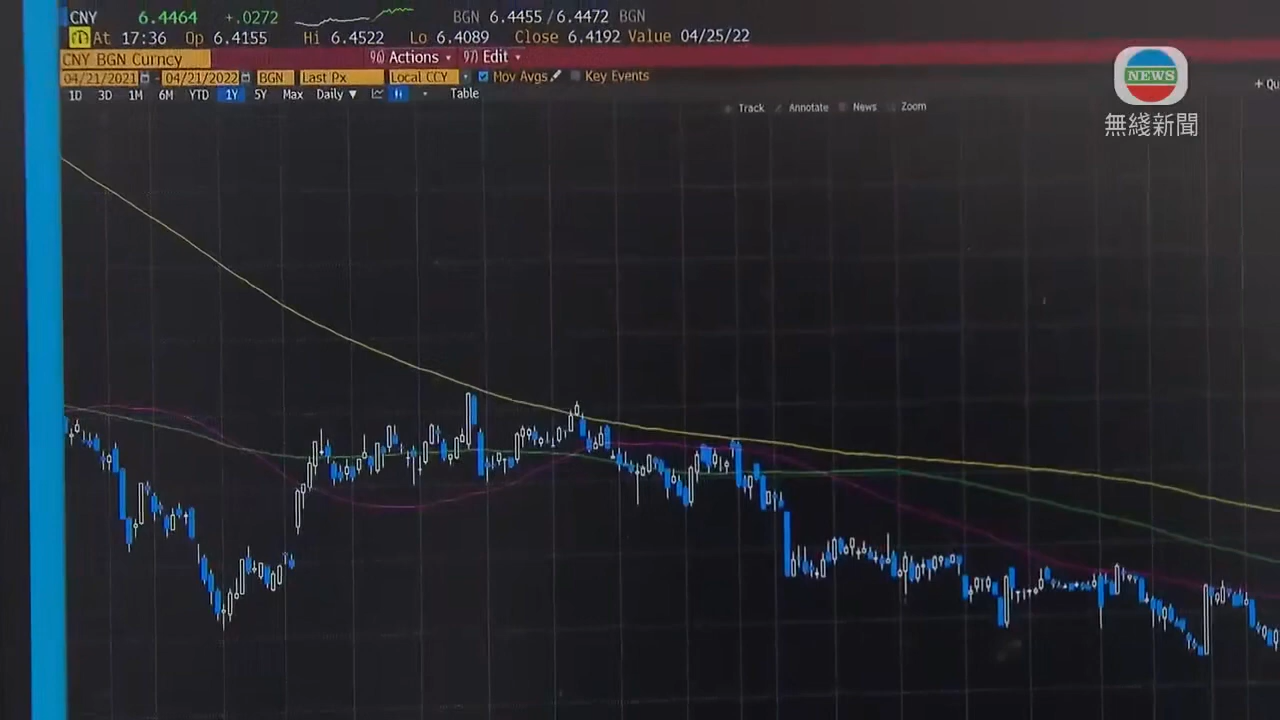 CNY 6.4464 +.0272 BGN 6.4455/6.4472 BGN
At 17:36 Op 6.4155 Hi 6.4522 Lo 6.4089 Close 6.4192 Value 04/25/22
CNY BGN Curncy 96) Actions 97) Edit
04/21/2021 - 04/21/2022 BGN Last Px Local CCY Mov Avgs Key Events
1D 3D 1M 6M YTD 1Y 5Y Max Daily ▼ Table
+ Qu
Track Annotate News Zoom
NEWS
無綫新聞